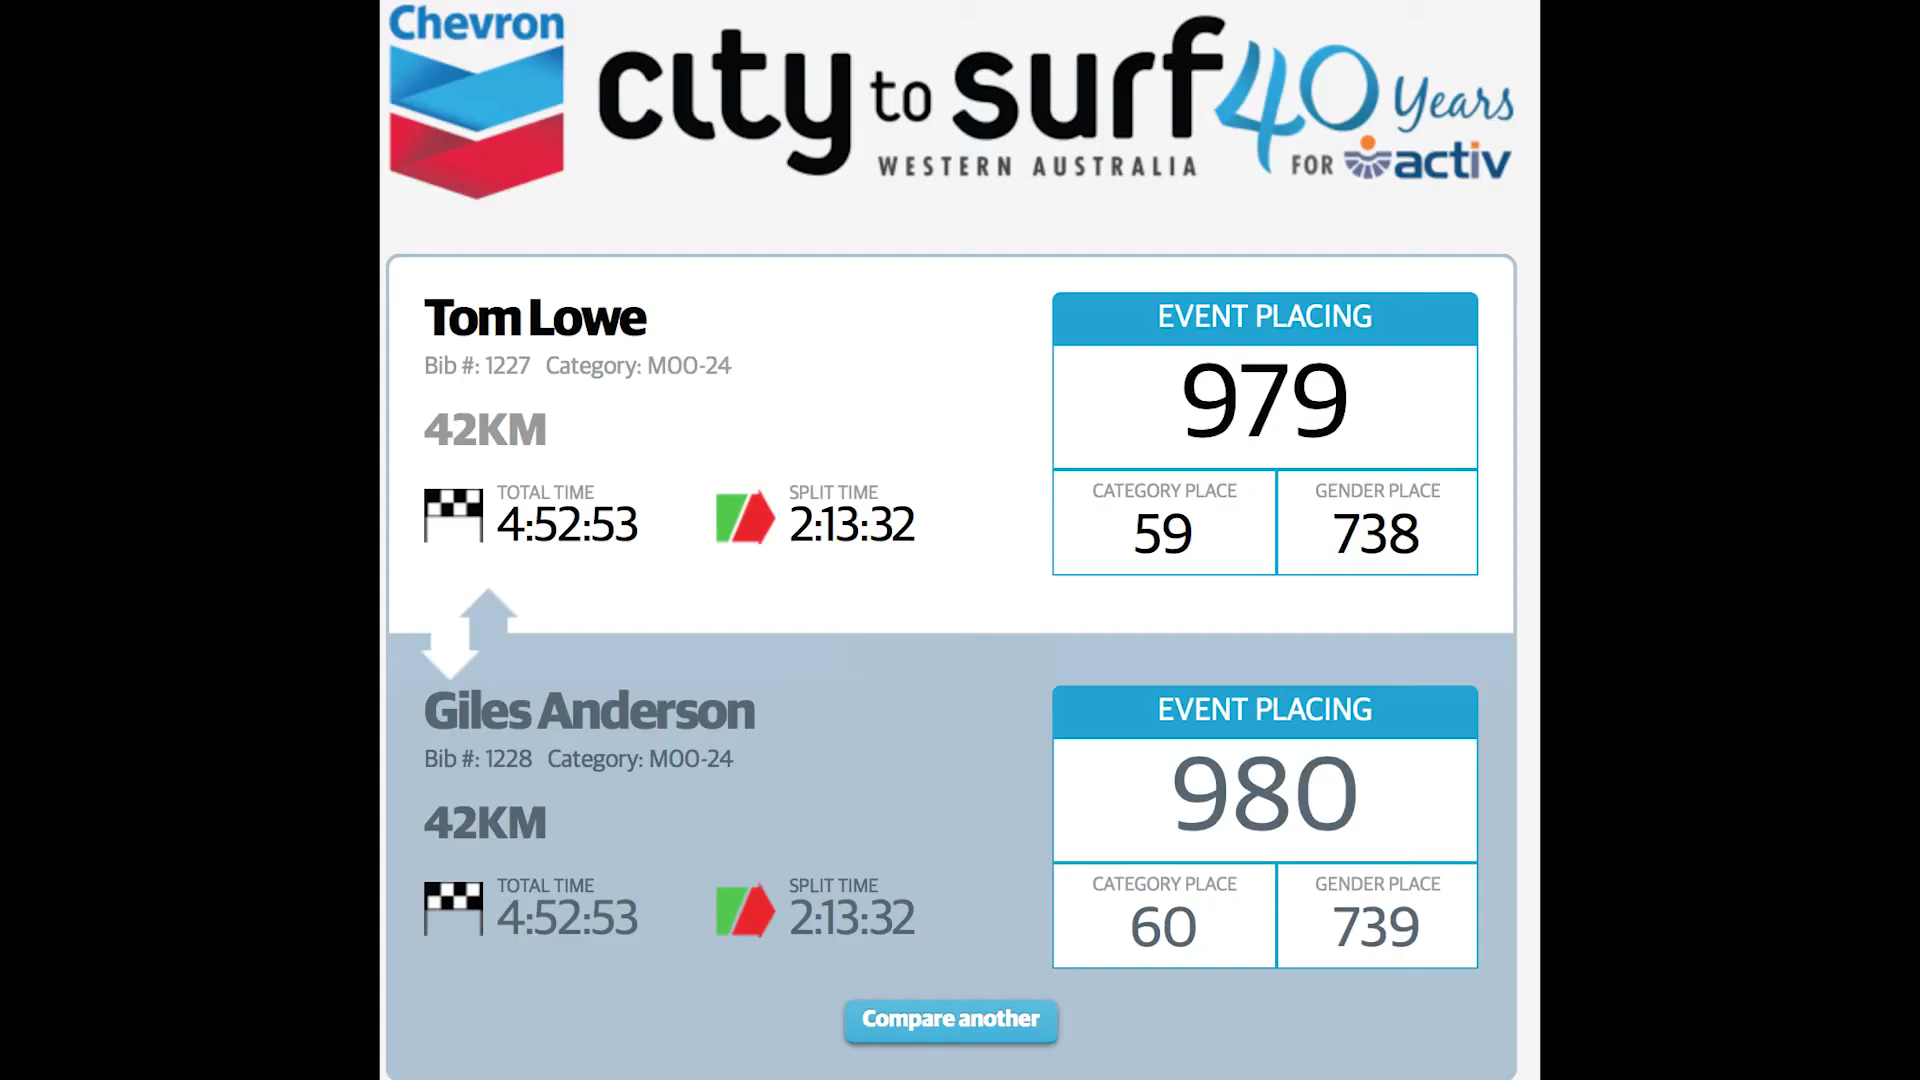 Chevron
city to surf 40 Years
WESTERN AUSTRALIA FOR activ
Tom Lowe
Bib #: 1227 Category: M00-24
42KM
TOTAL TIME
4:52:53
SPLIT TIME
2:13:32
EVENT PLACING
979
CATEGORY PLACE
59
GENDER PLACE
738
Giles Anderson
Bib #: 1228 Category: M00-24
42KM
TOTAL TIME
4:52:53
SPLIT TIME
2:13:32
EVENT PLACING
980
CATEGORY PLACE
60
GENDER PLACE
739
Compare another